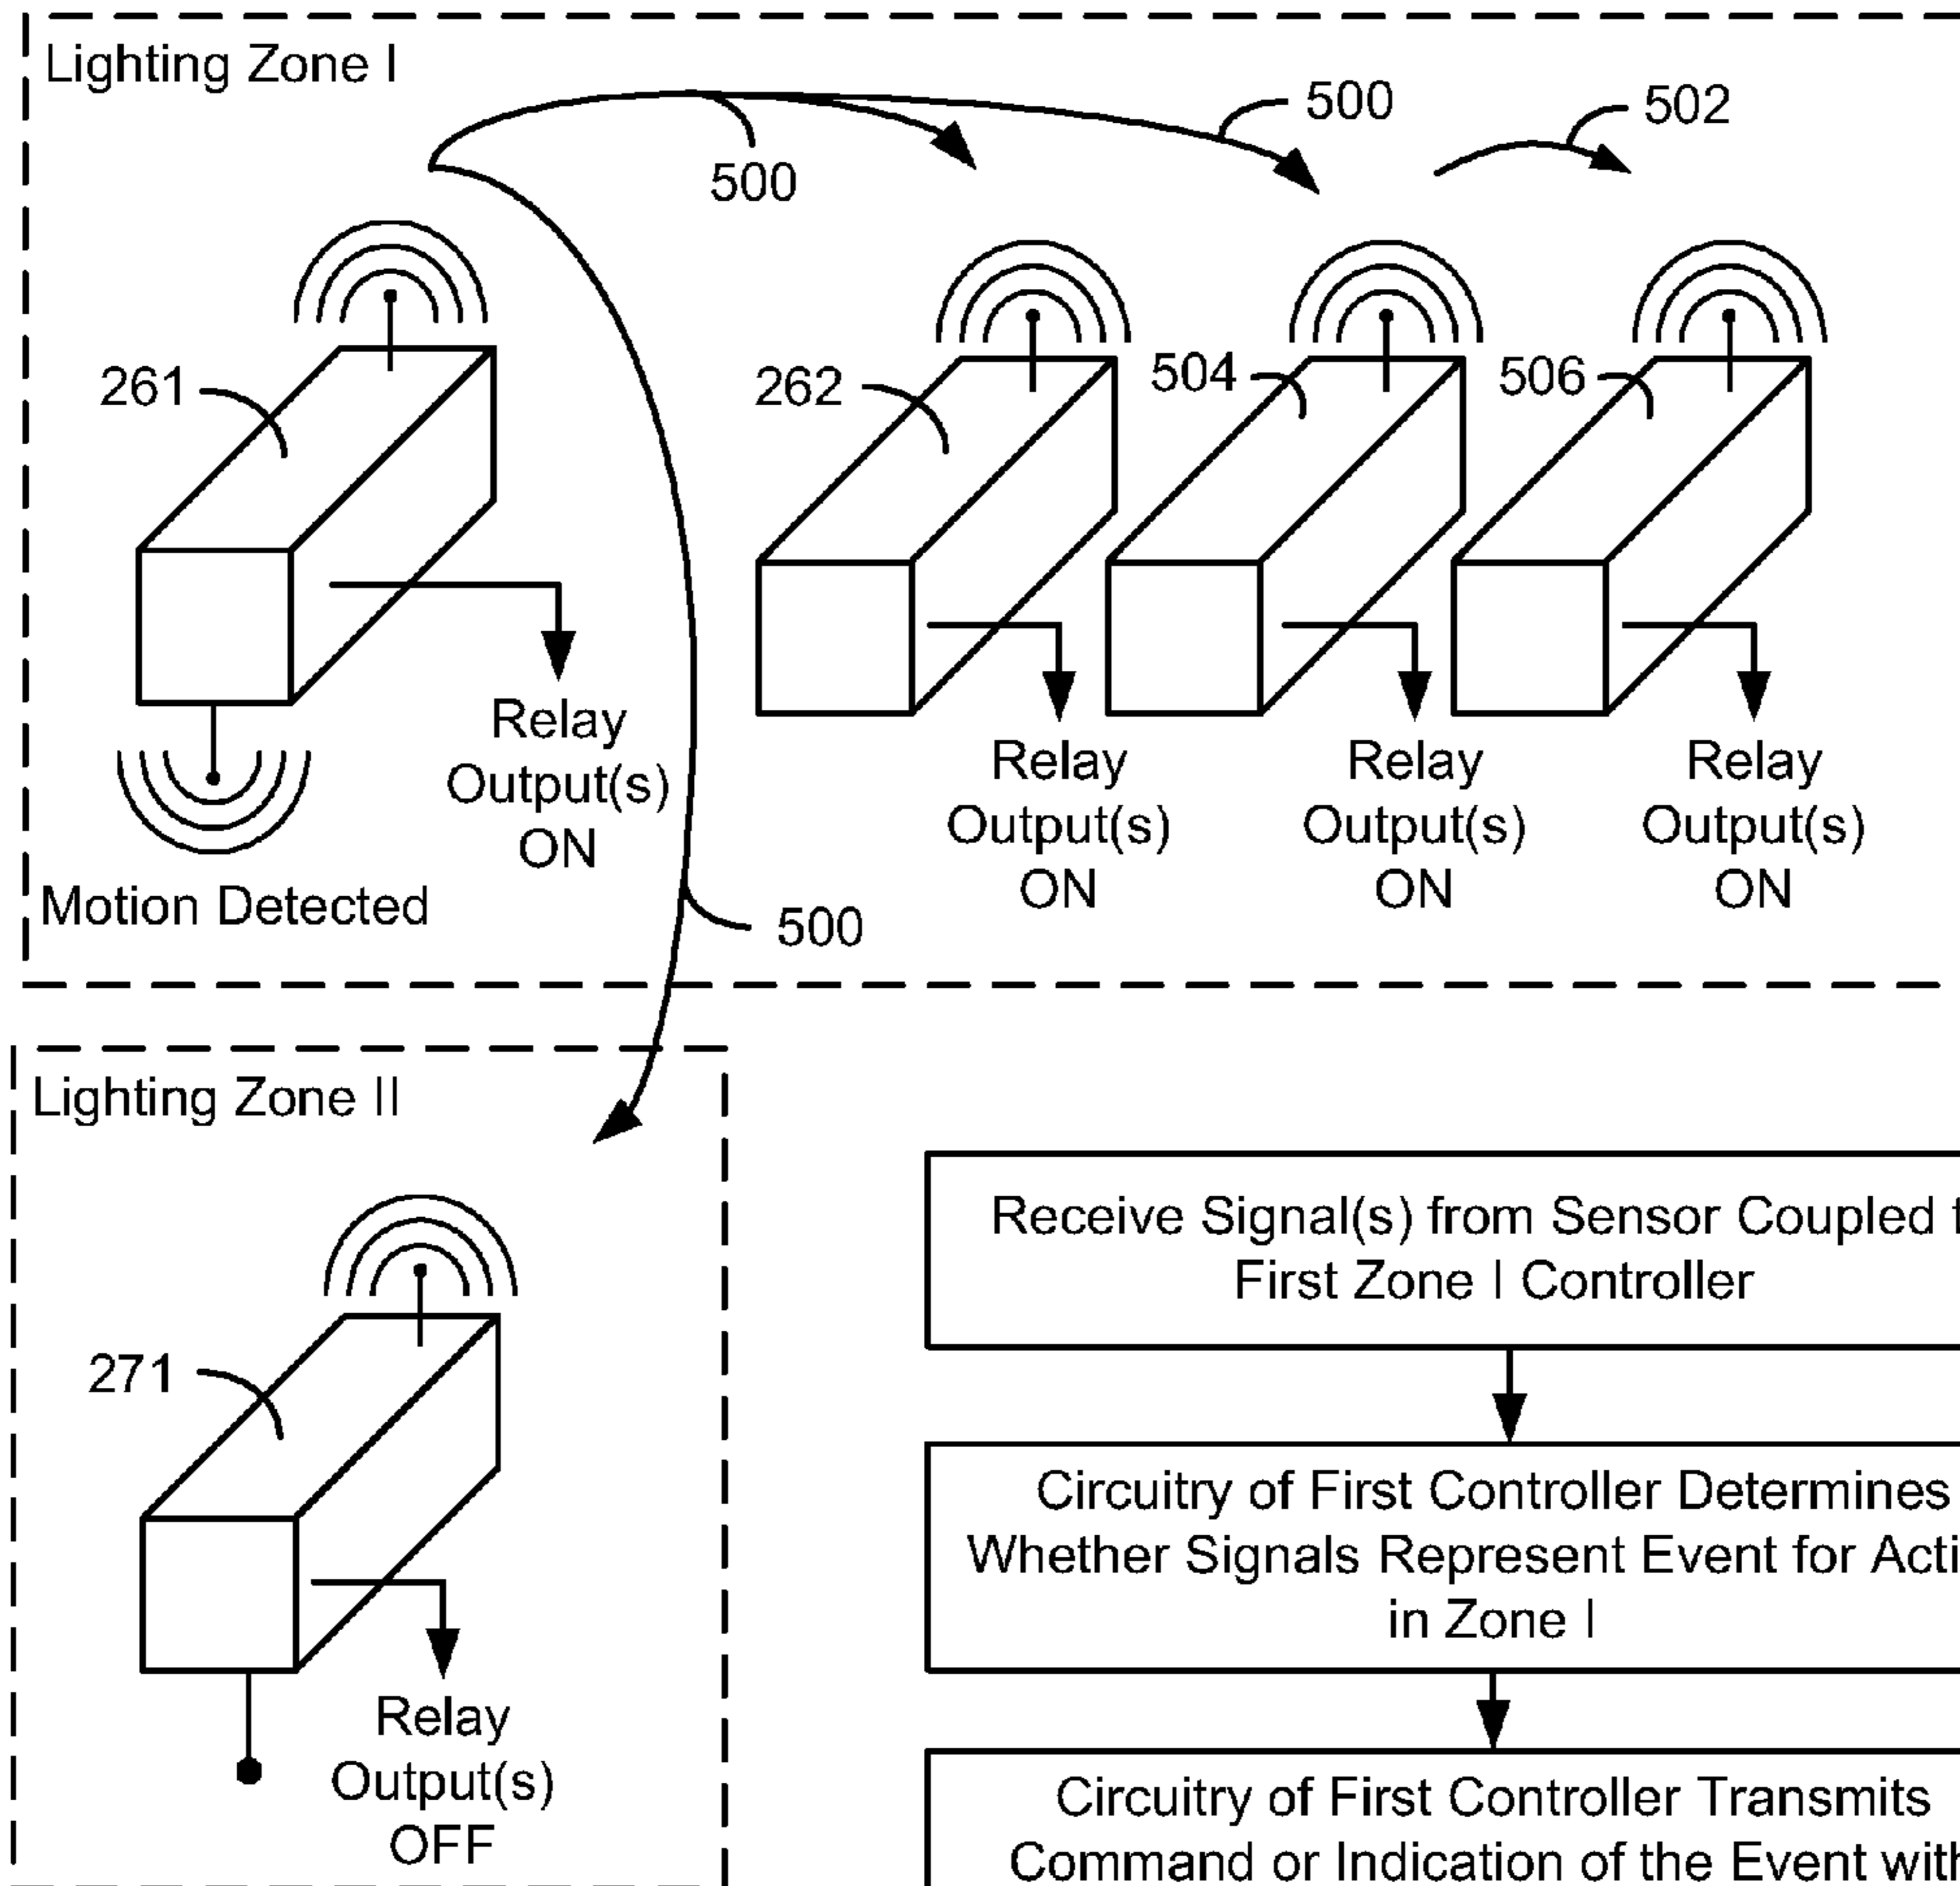 Lighting Zone I
500
502
500
261
262
504
506
Relay
Output(s)
ON
Relay
Output(s)
ON
Relay
Output(s)
ON
Relay
Output(s)
ON
Motion Detected
500
Lighting Zone II
271
Relay
Output(s)
OFF
Receive Signal(s) from Sensor Coupled
First Zone I Controller
Circuitry of First Controller Determines
Whether Signals Represent Event for
in Zone I
Circuitry of First Controller Transmits
Command or Indication of the Event